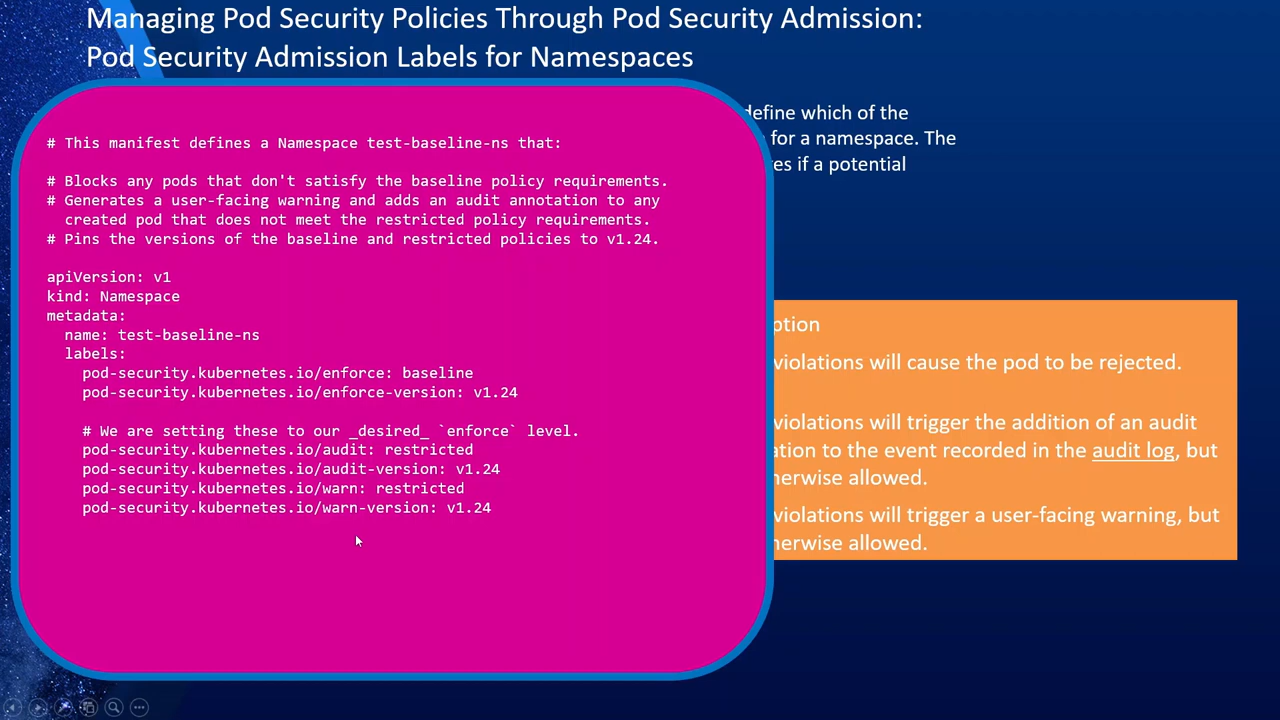 Managing Pod Security Policies Through Pod Security Admission:
Pod Security Admission Labels for Namespaces
define which of the
for a namespace. The
if a potential
# This manifest defines a Namespace test-baseline-ns that:
# Blocks any pods that don't satisfy the baseline policy requirements.
# Generates a user-facing warning and adds an audit annotation to any
created pod that does not meet the restricted policy requirements.
# Pins the versions of the baseline and restricted policies to v1.24.
apiVersion: v1
kind: Namespace
metadata:
name: test-baseline-ns
labels:
pod-security.kubernetes.io/enforce: baseline
pod-security.kubernetes.io/enforce-version: v1.24
# We are setting these to our _desired_ `enforce` level.
pod-security.kubernetes.io/audit: restricted
pod-security.kubernetes.io/audit-version: v1.24
pod-security.kubernetes.io/warn: restricted
pod-security.kubernetes.io/warn-version: v1.24
violations will cause the pod to be rejected.
violations will trigger the addition of an audit
to the event recorded in the audit log, but
allowed.
violations will trigger a user-facing warning, but
allowed.